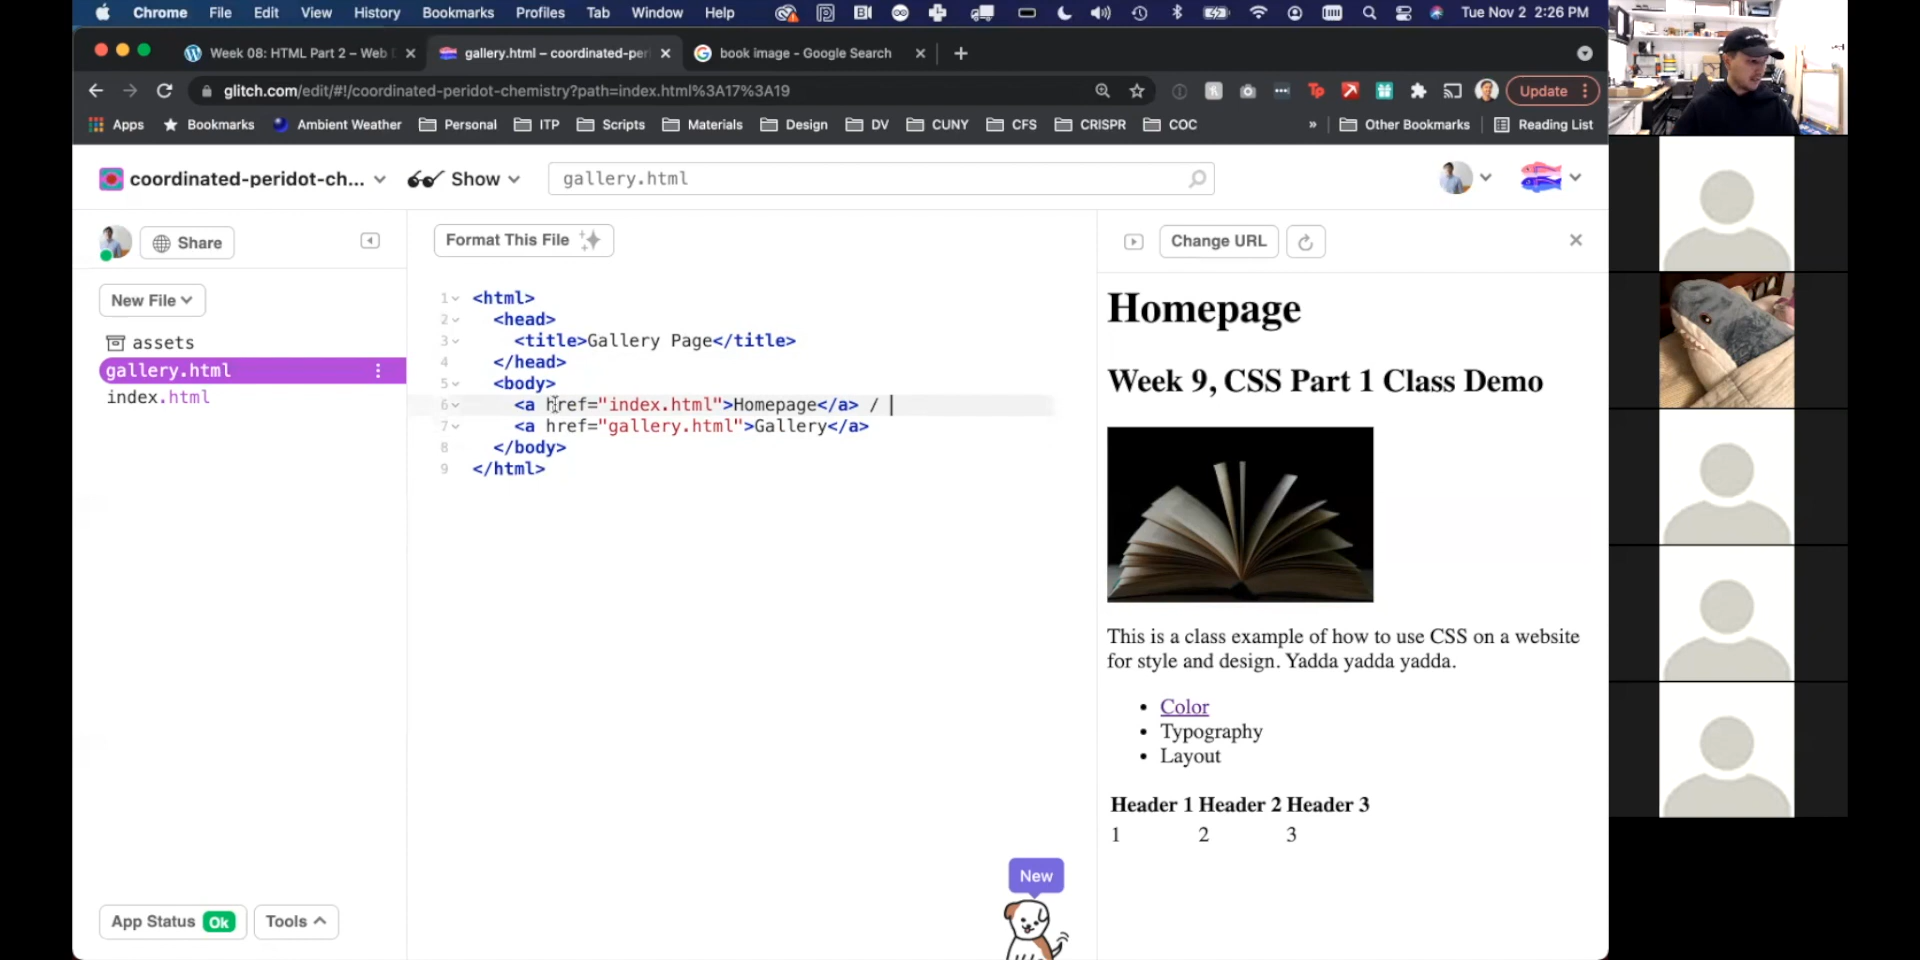 Chrome File Edit View History Bookmarks Profiles Tab Window Help Tue Nov 2 2:26 PM
Week 08: HTML Part 2 – Web gallery.html – coordinated-per book image - Google Search
glitch.com/edit/#!/coordinated-peridot-chemistry?path=index.html%3A17%3A19 Update
Apps Bookmarks Ambient Weather Personal ITP Scripts Materials Design DV CUNY CFS CRISPR COC » Other Bookmarks Reading List
coordinated-peridot-ch... Show gallery.html
Share
New File
assets
gallery.html
index.html
App Status Ok Tools
Format This File
1 <html>
2 <head>
3 <title>Gallery Page</title>
4 </head>
5 <body>
6 <a href="index.html">Homepage</a> /
7 <a href="gallery.html">Gallery</a>
8 </body>
9 </html>
New
Change URL
Homepage
Week 9, CSS Part 1 Class Demo
This is a class example of how to use CSS on a website
for style and design. Yadda yadda yadda.
• Color
• Typography
• Layout
Header 1 Header 2 Header 3
1 2 3